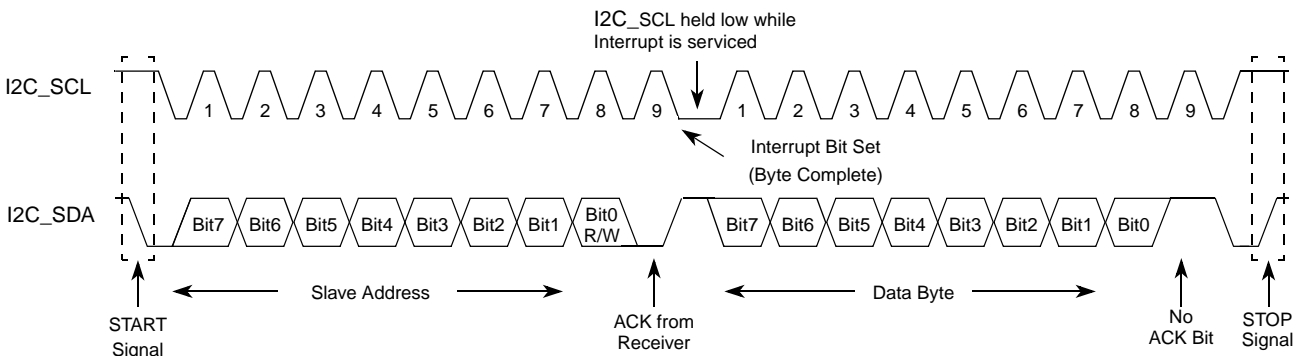 I2C_SCL held low while
Interrupt is serviced
I2C_SCL
1 2 3 4 5 6 7 8 9 1 2 3 4 5 6 7 8 9
Interrupt Bit Set
(Byte Complete)
I2C_SDA
Bit7 Bit6 Bit5 Bit4 Bit3 Bit2 Bit1 Bit0 R/W Bit7 Bit6 Bit5 Bit4 Bit3 Bit2 Bit1 Bit0
Slave Address
Data Byte
START
Signal
ACK from
Receiver
No
ACK Bit
STOP
Signal